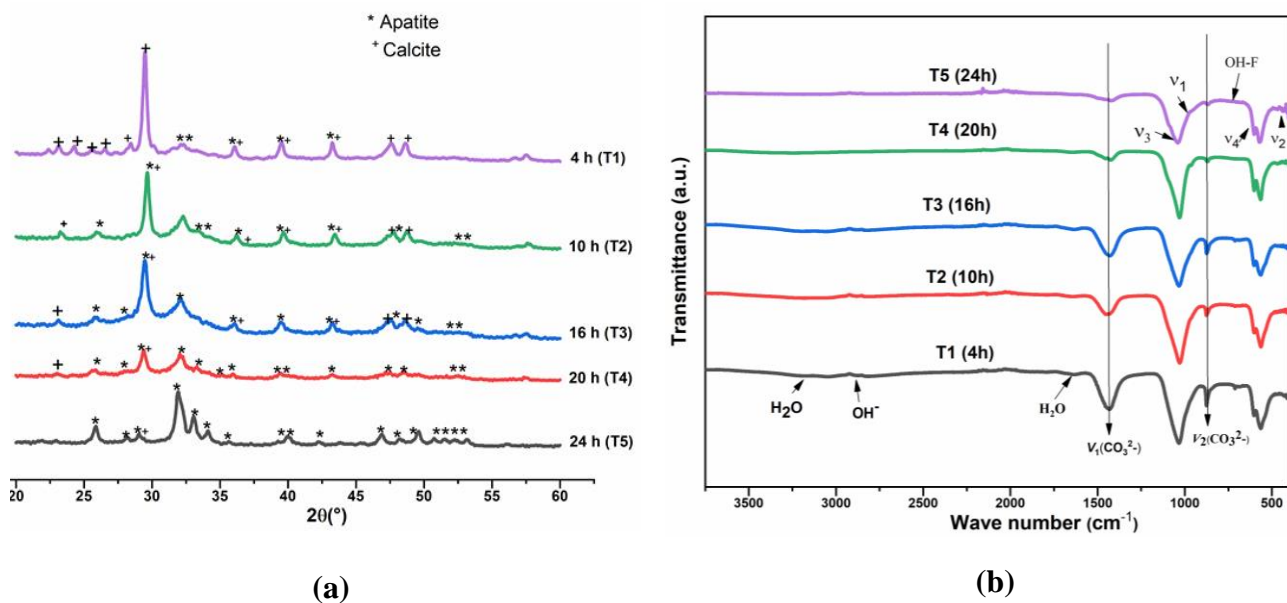 * Apatite
+ Calcite
+
+ + + + + ** *+ *+ *+ + +
4 h (T1)
*+
+ * ** * + *+ *+ + * + **
10 h (T2)
*+
+ * * * *+ * *+ + * + * **
16 h (T3)
*+
+ * * * * * * ** * * * **
20 h (T4)
*
* * *+ * * * * * * * * * * * *
24 h (T5)
20 25 30 35 40 45 50 55 60
2θ(°)
(a)
Transmittance (a.u.)
T5 (24h)
T4 (20h)
T3 (16h)
T2 (10h)
T1 (4h)
OH-F
ν₁
ν₃
ν₄
ν₂
H₂O
OH⁻
H₂O
V₁(CO₃²-)
V₂(CO₃²-)
3500 3000 2500 2000 1500 1000 500
Wave number (cm⁻¹)
(b)